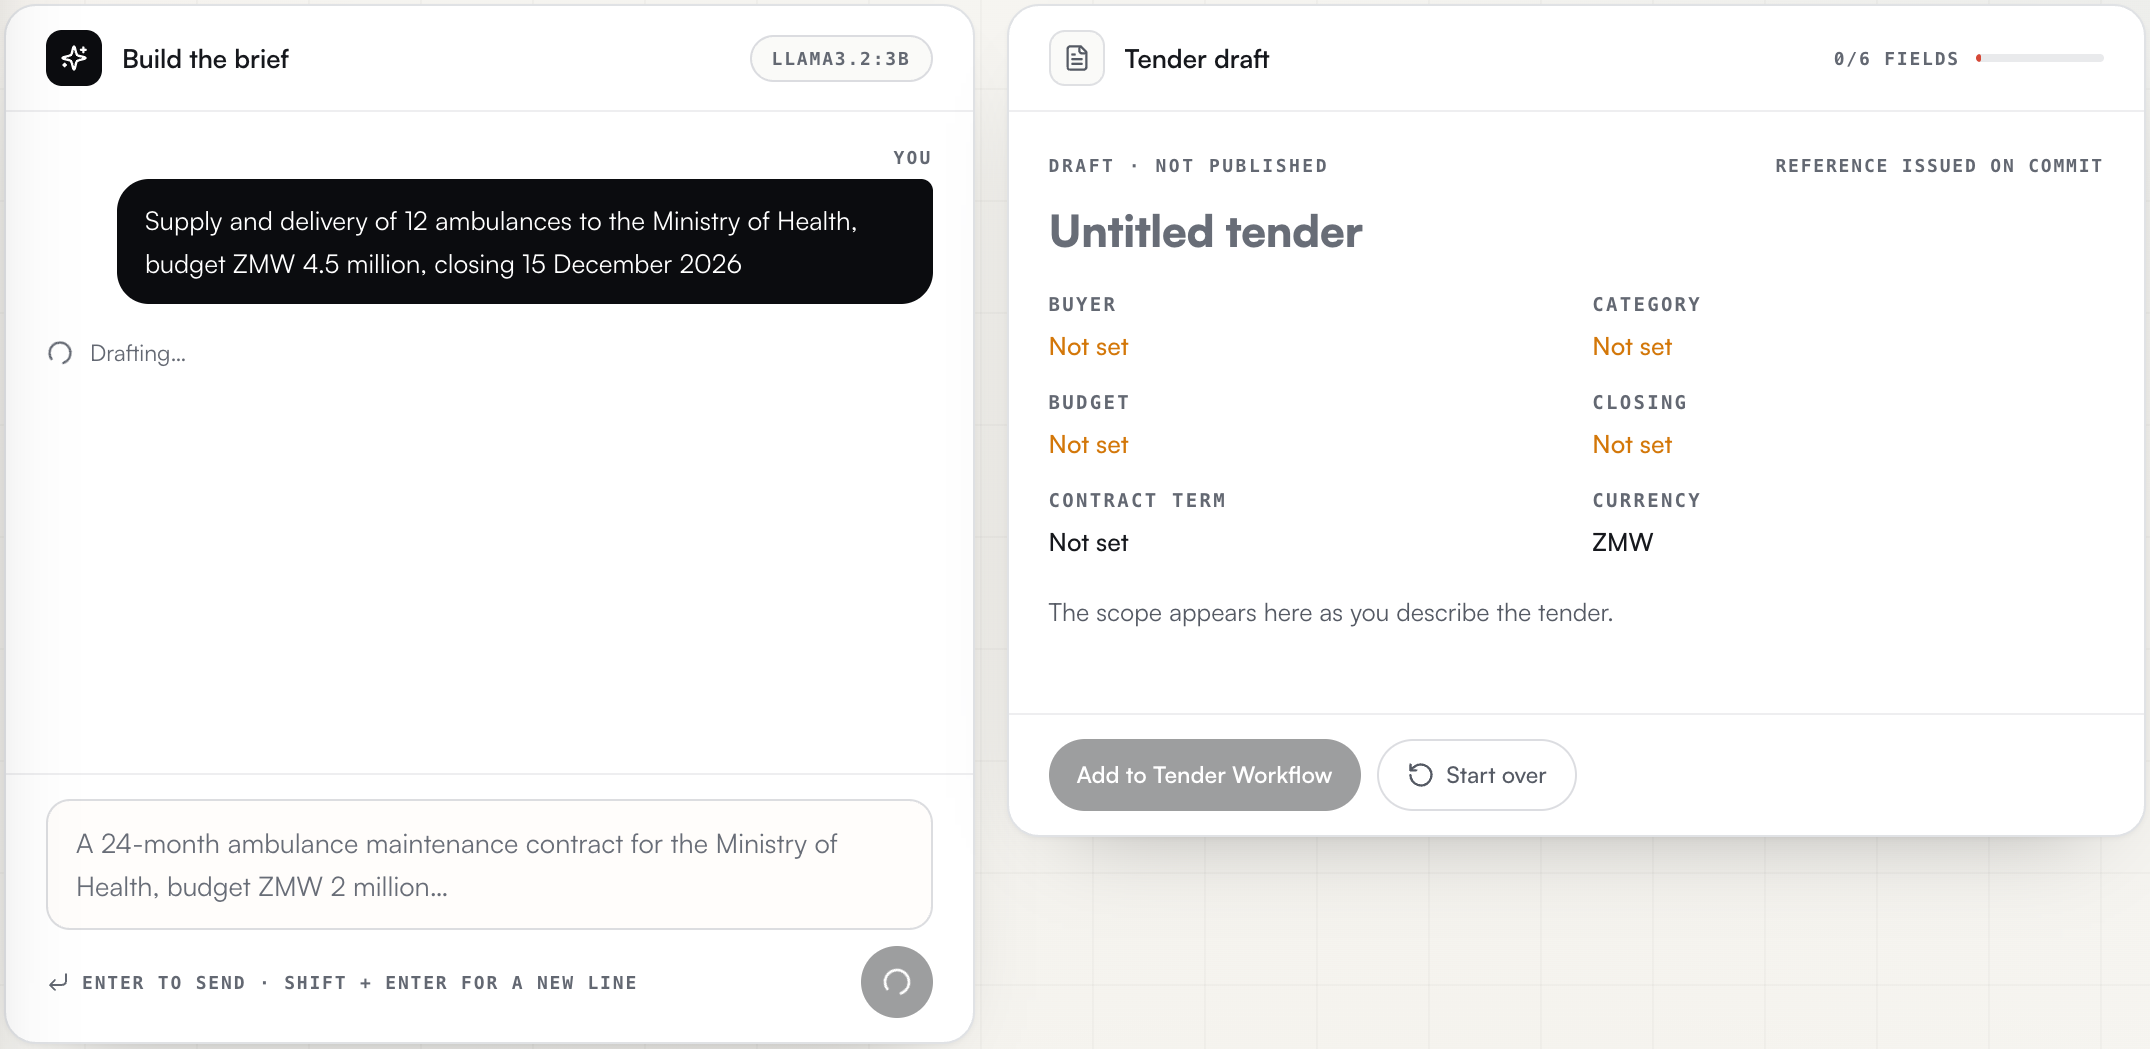 Build the brief
LLAMA3.2:3B
YOU
Supply and delivery of 12 ambulances to the Ministry of Health,
budget ZMW 4.5 million, closing 15 December 2026
Drafting...
A 24-month ambulance maintenance contract for the Ministry of
Health, budget ZMW 2 million...
ENTER TO SEND · SHIFT + ENTER FOR A NEW LINE
Tender draft
0/6 FIELDS
DRAFT · NOT PUBLISHED
REFERENCE ISSUED ON COMMIT
Untitled tender
BUYER
Not set
CATEGORY
Not set
BUDGET
Not set
CLOSING
Not set
CONTRACT TERM
Not set
CURRENCY
ZMW
The scope appears here as you describe the tender.
Add to Tender Workflow
Start over